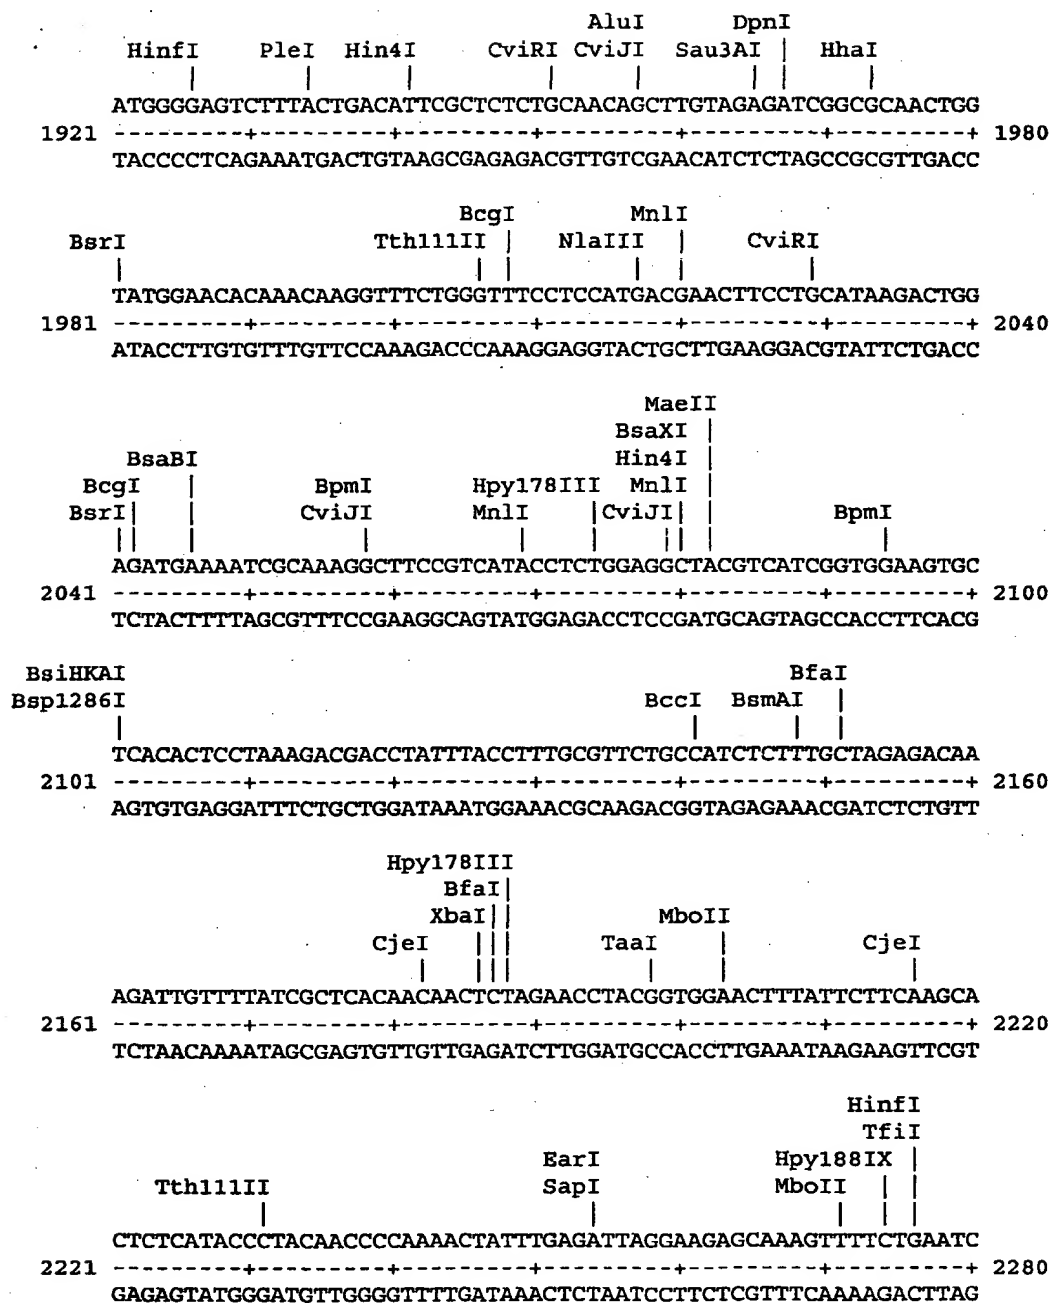 AluI DpnI
HinfI PleI Hin4I CviRI CviJI Sau3AI | HhaI
ATGGGGAGTCTTTACTGACATTCGCTCTCTGCAACAGCTTGTAGAGATCGGCGCAACTGG
1921 ---------+---------+---------+---------+---------+---------+ 1980
TACCCCTCAGAAATGACTGTAAGCGAGAGACGTTGTCGAACATCTCTAGCCGCGTTGACC
BcgI MnlI
BsrI Tth111II | NlaIII | CviRI
TATGGAACACAAACAAGGTTTCTGGGTTTCCTCCATGACGAACTTCCTGCATAAGACTGG
1981 ---------+---------+---------+---------+---------+---------+ 2040
ATACCTTGTGTTTGTTCCAAAGACCCAAAGGAGGTACTGCTTGAAGGACGTATTCTGACC
MaeII
BsaXI |
BsaBI Hin4I |
BcgI | BpmI Hpy178III MnlI |
BsrI| | CviJI MnlI |CviJI| | BpmI
AGATGAAAATCGCAAAGGCTTCCGTCATACCTCTGGAGGCTACGTCATCGGTGGAAGTGC
2041 ---------+---------+---------+---------+---------+---------+ 2100
TCTACTTTTAGCGTTTCCGAAGGCAGTATGGAGACCTCCGATGCAGTAGCCACCTTCACG
BsiHKAI BfaI
Bsp1286I BccI BsmAI |
TCACACTCCTAAAGACGACCTATTTACCTTTGCGTTCTGCCATCTCTTTGCTAGAGACAA
2101 ---------+---------+---------+---------+---------+---------+ 2160
AGTGTGAGGATTTCTGCTGGATAAATGGAAACGCAAGACGGTAGAGAAACGATCTCTGTT
Hpy178III
BfaI|
XbaI|| MboII
CjeI ||| TaaI | CjeI
AGATTGTTTTATCGCTCACAACAACTCTAGAACCTACGGTGGAACTTTATTCTTCAAGCA
2161 ---------+---------+---------+---------+---------+---------+ 2220
TCTAACAAAATAGCGAGTGTTGTTGAGATCTTGGATGCCACCTTGAAATAAGAAGTTCGT
HinfI
TfiI
EarI Hpy188IX |
Tth111II SapI MboII | |
CTCTCATACCCTACAACCCCAAAACTATTTGAGATTAGGAAGAGCAAAGTTTTCTGAATC
2221 ---------+---------+---------+---------+---------+---------+ 2280
GAGAGTATGGGATGTTGGGGTTTTGATAAACTCTAATCCTTCTCGTTTCAAAAGACTTAG